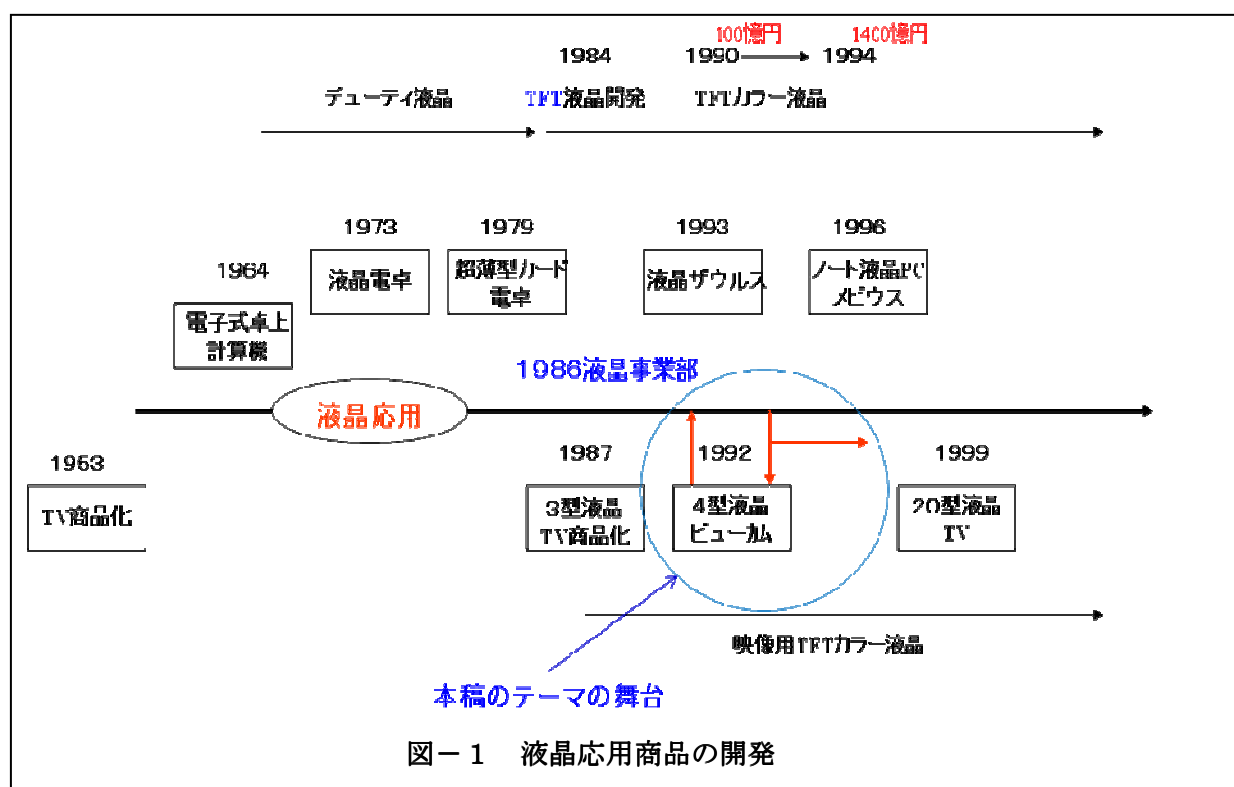 100憶円
1400憶円
1984
1990
1994
デューティ液晶
TFT液晶開発
TFTカラー液晶
1973
1979
1993
1996
1964
液晶電卓
超薄型カード
電卓
液晶ザウルス
ノート液晶PC
メビウス
電子式卓上
計算機
1986液晶事業部
液晶応用
1953
1987
1992
1999
TV商品化
3型液晶
TV商品化
4型液晶
ビューカム
20型液晶
TV
映像用TFTカラー液晶
本稿のテーマの舞台
図-1 液晶応用商品の開発